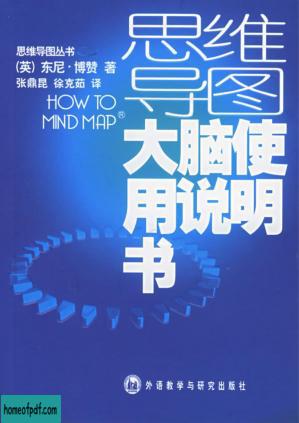 思维导图丛书
(英) 东尼·博赞 著
张鼎昆 徐克茹 译
HOW TO
MIND MAP®
思维
导图
大脑使
用说明
书
外语教学与研究出版社
homeofpdf.com